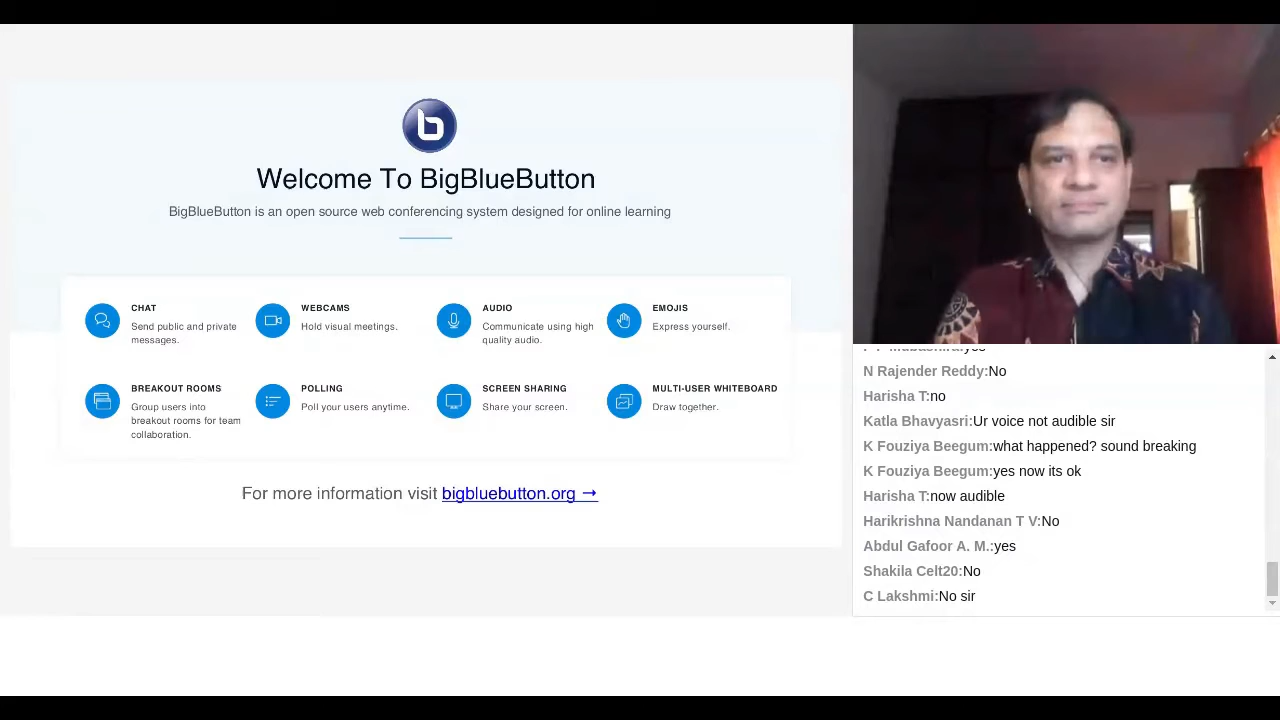 b
Welcome To BigBlueButton
BigBlueButton is an open source web conferencing system designed for online learning
CHAT
Send public and private
messages.
WEBCAMS
Hold visual meetings.
AUDIO
Communicate using high
quality audio.
EMOJIS
Express yourself.
BREAKOUT ROOMS
Group users into
breakout rooms for team
collaboration.
POLLING
Poll your users anytime.
SCREEN SHARING
Share your screen.
MULTI-USER WHITEBOARD
Draw together.
For more information visit bigbluebutton.org →
N Rajender Reddy:No
Harisha T:no
Katla Bhavyasri:Ur voice not audible sir
K Fouziya Beegum:what happened? sound breaking
K Fouziya Beegum:yes now its ok
Harisha T:now audible
Harikrishna Nandanan T V:No
Abdul Gafoor A. M.:yes
Shakila Celt20:No
C Lakshmi:No sir